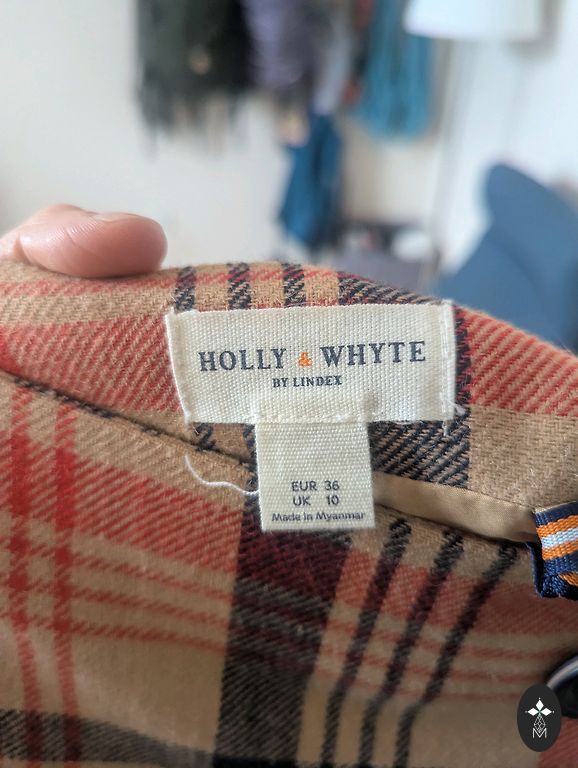 HOLLY & WHYTE
BY LINDEX
EUR 36
UK 10
Made in Myanmar
M